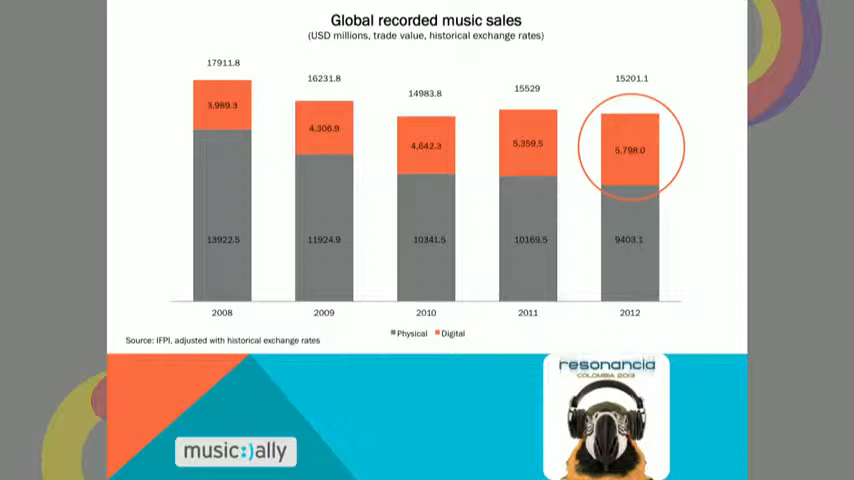 Global recorded music sales
(USD millions, trade value, historical exchange rates)
17911.8
16231.8
14983.8
15529
15201.1
3,989.3
4,306.9
4,642.3
5,359.5
5,798.0
13922.5
11924.9
10341.5
10169.5
9403.1
2008
2009
2010
2011
2012
Physical Digital
Source: IFPI, adjusted with historical exchange rates
resonancia
COLOMBIA 2013
music:)ally